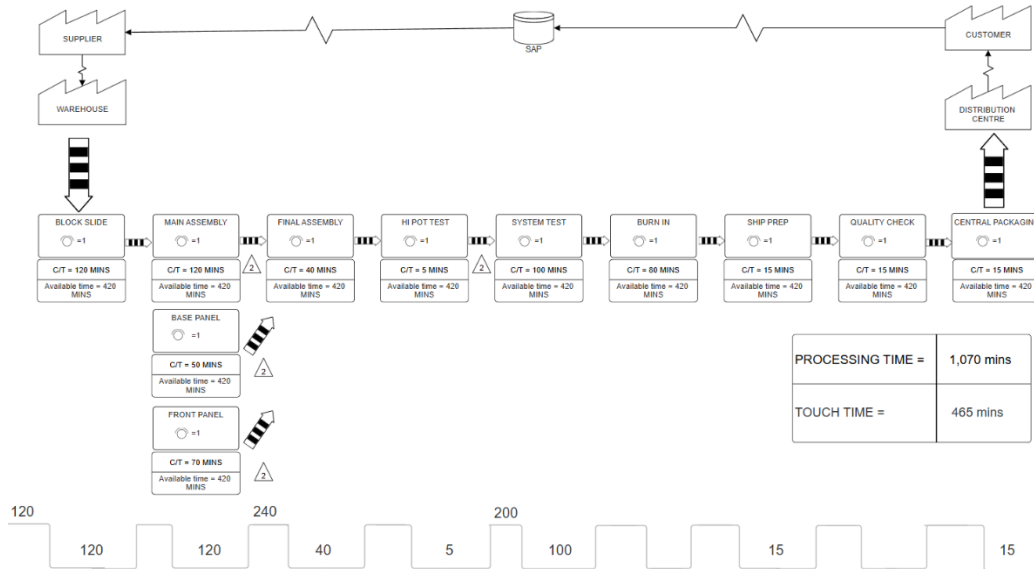 SUPPLIER
SAP
CUSTOMER
WAREHOUSE
DISTRIBUTION
CENTRE
BLOCK SLIDE
=1
C/T = 120 MINS
Available time = 420
MINS
MAIN ASSEMBLY
=1
C/T = 120 MINS
Available time = 420
MINS
2
FINAL ASSEMBLY
=1
C/T = 40 MINS
Available time = 420
MINS
HI POT TEST
=1
C/T = 5 MINS
Available time = 420
MINS
2
SYSTEM TEST
=1
C/T = 100 MINS
Available time = 420
MINS
BURN IN
=1
C/T = 80 MINS
Available time = 420
MINS
SHIP PREP
=1
C/T = 15 MINS
Available time = 420
MINS
QUALITY CHECK
=1
C/T = 15 MINS
Available time = 420
MINS
CENTRAL PACKAGIN
=1
C/T = 15 MINS
Available time = 420
MINS
BASE PANEL
=1
C/T = 50 MINS
Available time = 420
MINS
2
FRONT PANEL
=1
C/T = 70 MINS
Available time = 420
MINS
2
PROCESSING TIME = 1,070 mins
TOUCH TIME = 465 mins
120 240 200
120 120 40 5 100 15 15